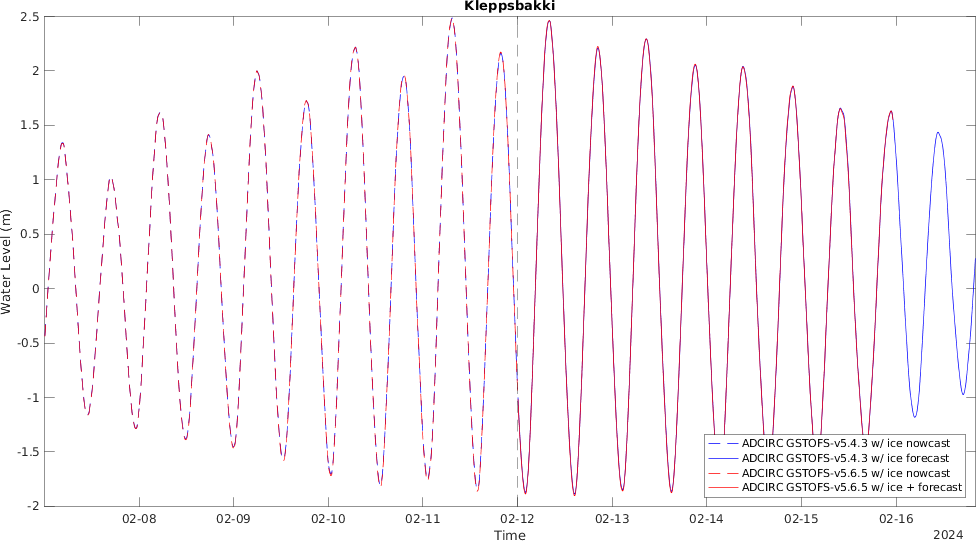 Kleppsbakki
2.5
2
1.5
1
0.5
0
-0.5
-1
-1.5
-2
Water Level (m)
ADCIRC GSTOFS-v5.4.3 w/ ice nowcast
ADCIRC GSTOFS-v5.4.3 w/ ice forecast
ADCIRC GSTOFS-v5.6.5 w/ ice nowcast
ADCIRC GSTOFS-v5.6.5 w/ ice + forecast
02-08 02-09 02-10 02-11 02-12 02-13 02-14 02-15 02-16
Time
2024